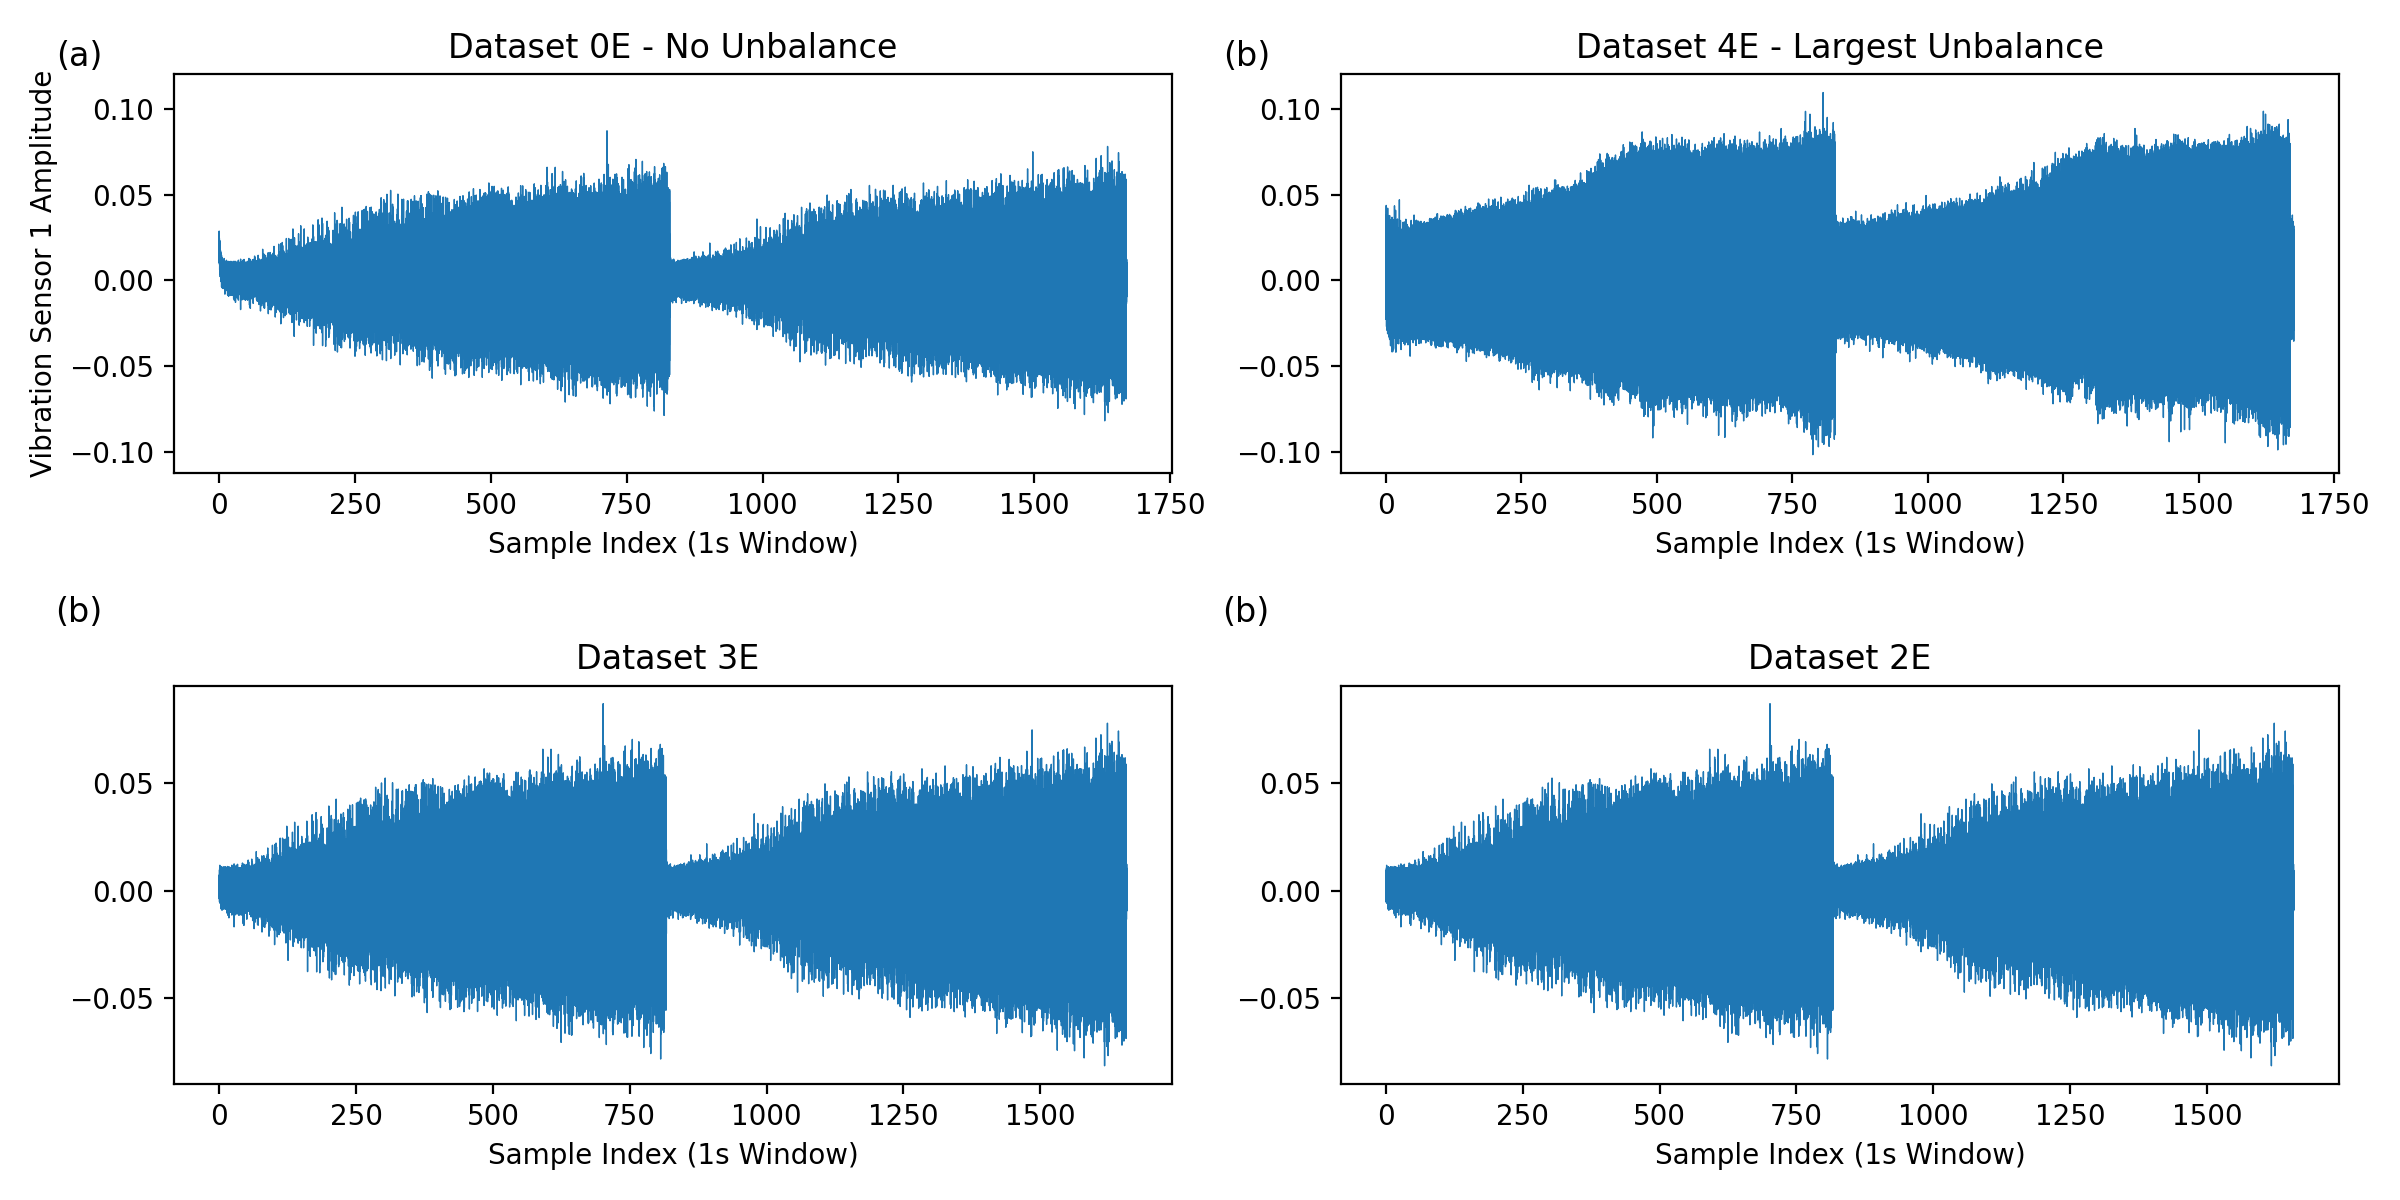 (a)
Dataset 0E - No Unbalance
Vibration Sensor 1 Amplitude
0.10
0.05
0.00
−0.05
−0.10
0 250 500 750 1000 1250 1500 1750
Sample Index (1s Window)
(b)
Dataset 4E - Largest Unbalance
0.10
0.05
0.00
−0.05
−0.10
0 250 500 750 1000 1250 1500 1750
Sample Index (1s Window)
(b)
Dataset 3E
0.05
0.00
−0.05
0 250 500 750 1000 1250 1500
Sample Index (1s Window)
(b)
Dataset 2E
0.05
0.00
−0.05
0 250 500 750 1000 1250 1500
Sample Index (1s Window)